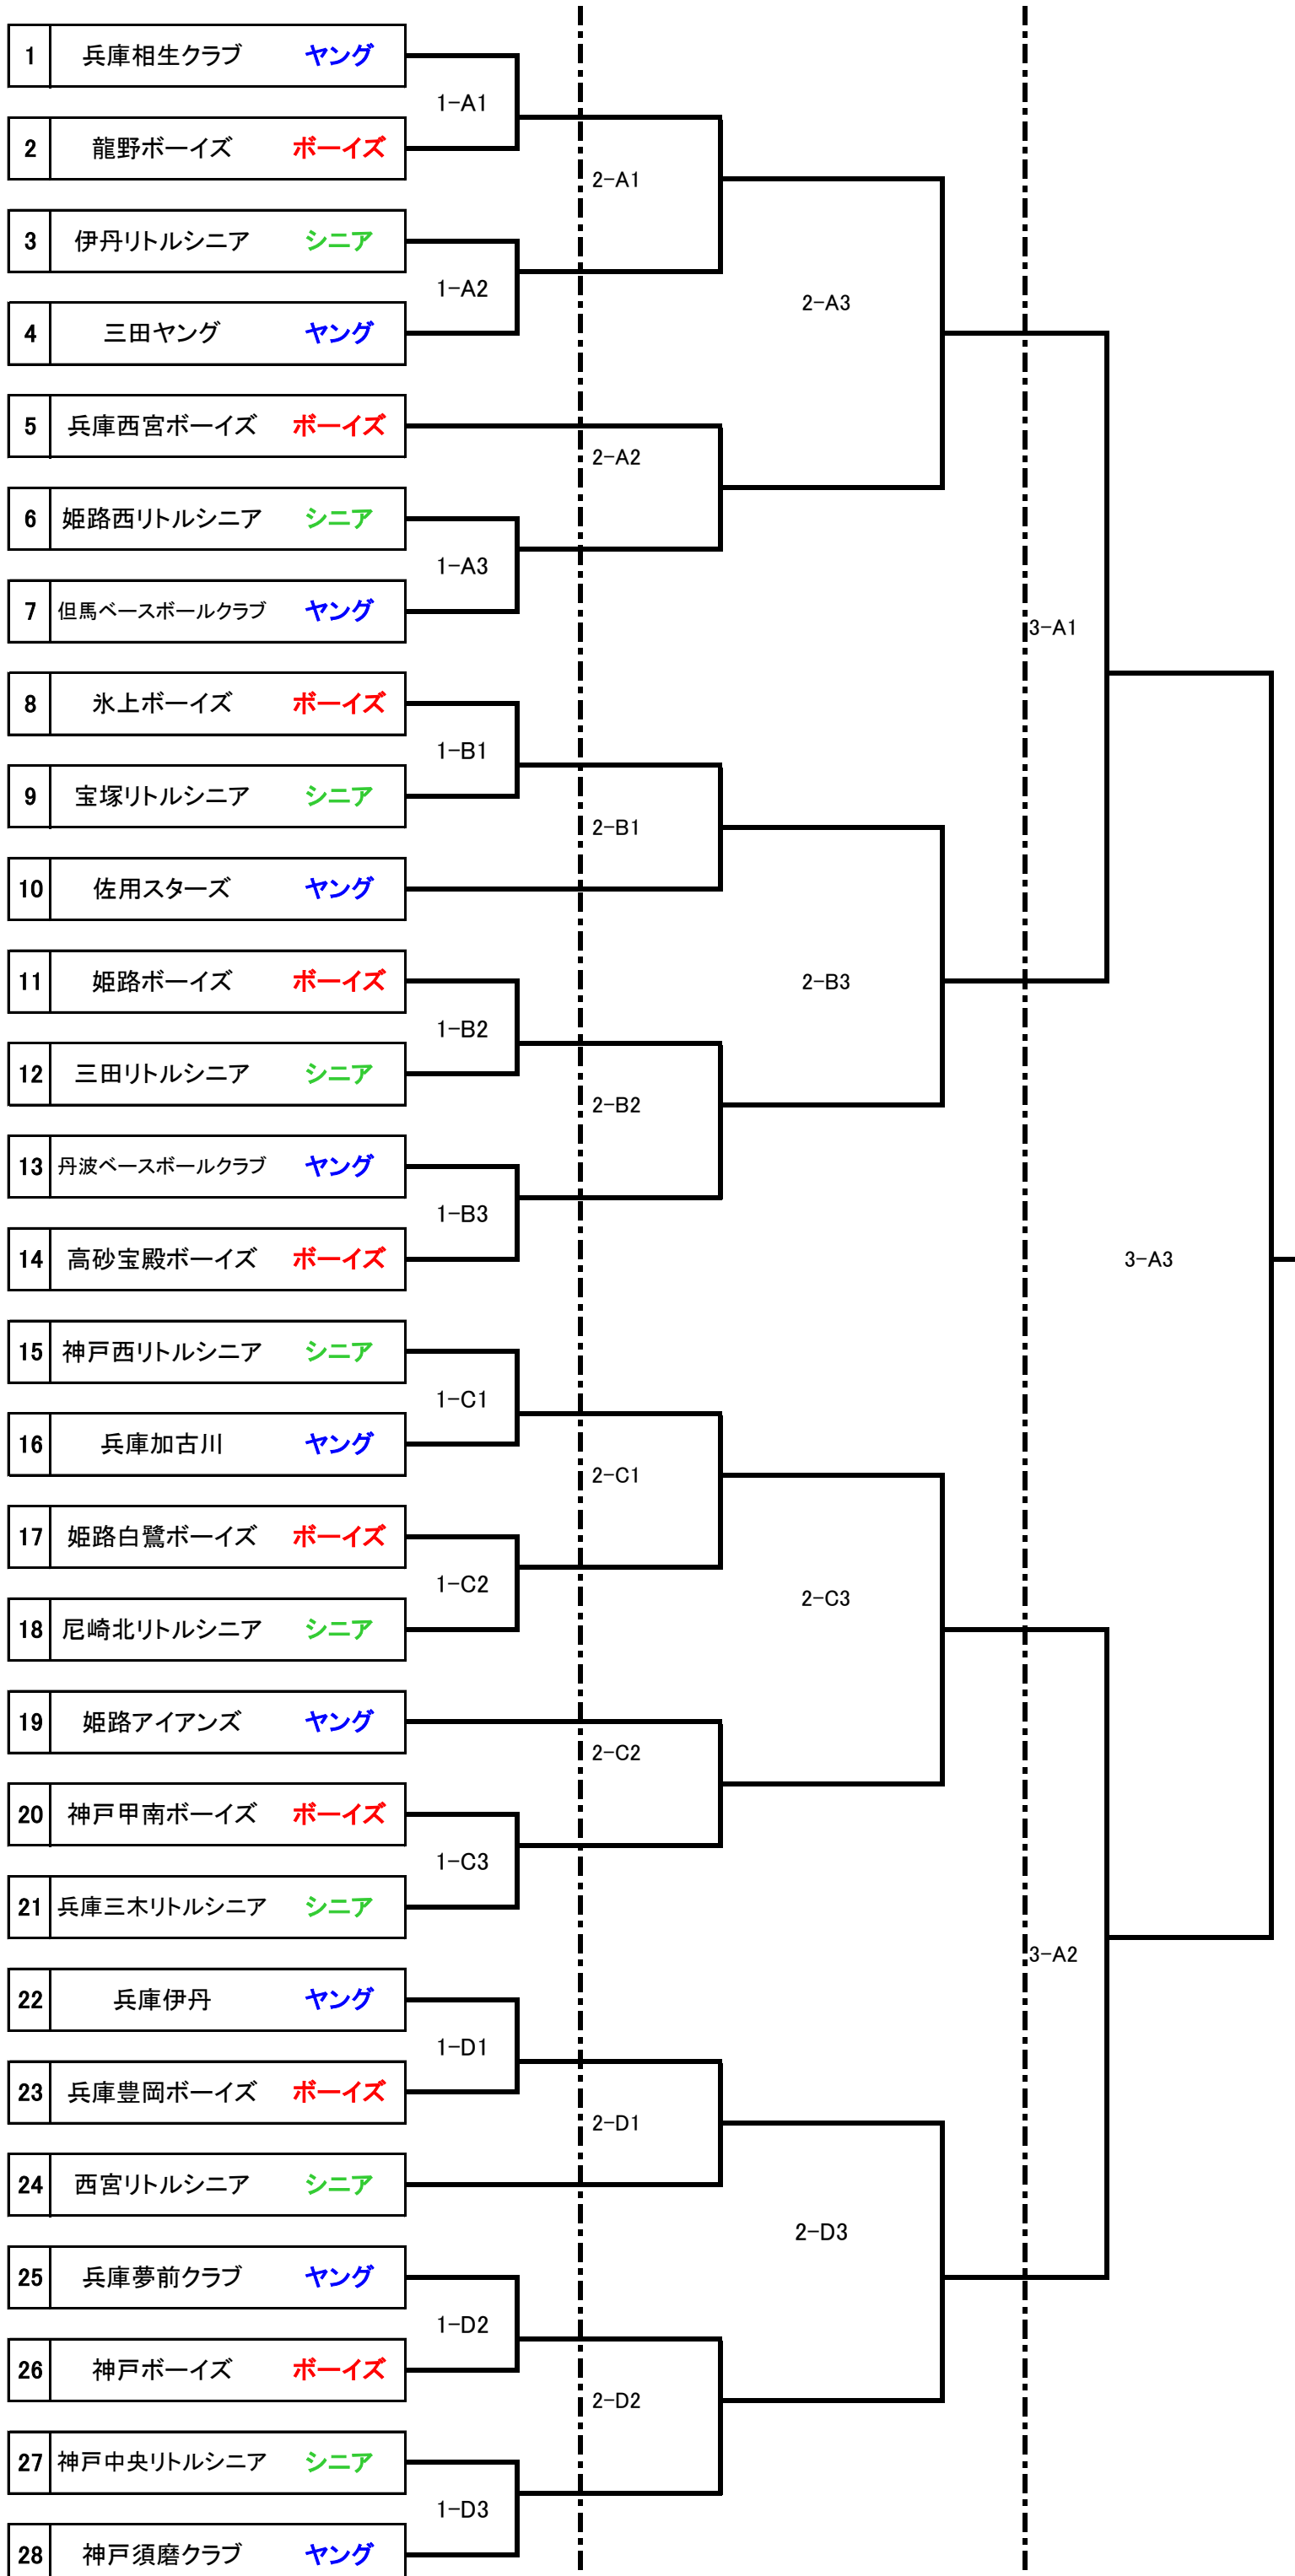 1 兵庫相生クラブ ヤング
1-A1
2 龍野ボーイズ ボーイズ
2-A1
3 伊丹リトルシニア シニア
1-A2
2-A3
4 三田ヤング ヤング
5 兵庫西宮ボーイズ ボーイズ
2-A2
6 姫路西リトルシニア シニア
1-A3
7 但馬ベースボールクラブ ヤング
3-A1
8 氷上ボーイズ ボーイズ
1-B1
9 宝塚リトルシニア シニア
2-B1
10 佐用スターズ ヤング
11 姫路ボーイズ ボーイズ
2-B3
1-B2
12 三田リトルシニア シニア
2-B2
13 丹波ベースボールクラブ ヤング
1-B3
14 高砂宝殿ボーイズ ボーイズ
3-A3
15 神戸西リトルシニア シニア
1-C1
16 兵庫加古川 ヤング
2-C1
17 姫路白鷺ボーイズ ボーイズ
1-C2
2-C3
18 尼崎北リトルシニア シニア
19 姫路アイアンズ ヤング
2-C2
20 神戸甲南ボーイズ ボーイズ
1-C3
21 兵庫三木リトルシニア シニア
3-A2
22 兵庫伊丹 ヤング
1-D1
23 兵庫豊岡ボーイズ ボーイズ
2-D1
24 西宮リトルシニア シニア
2-D3
25 兵庫夢前クラブ ヤング
1-D2
26 神戸ボーイズ ボーイズ
2-D2
27 神戸中央リトルシニア シニア
1-D3
28 神戸須磨クラブ ヤング